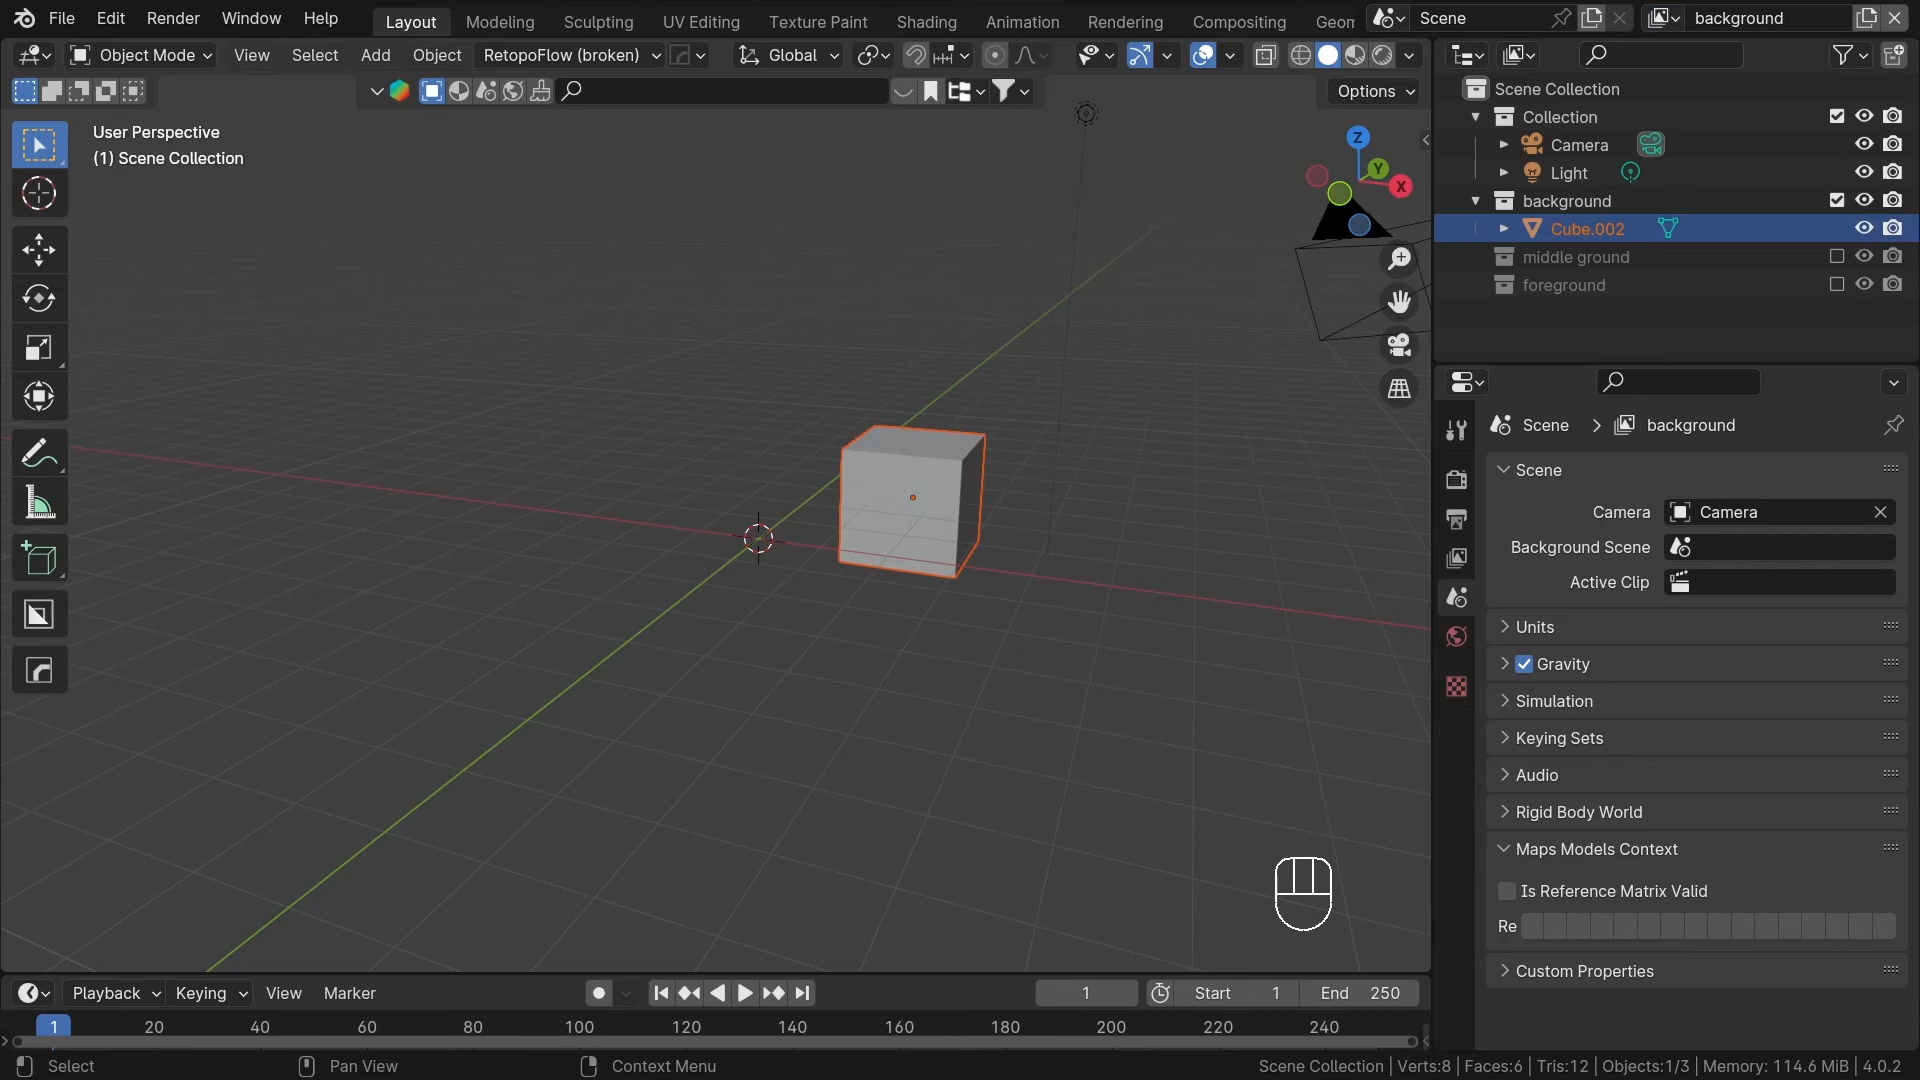 File Edit Render Window Help Layout Modeling Sculpting UV Editing Texture Paint Shading Animation Rendering Compositing Geom Scene background
Object Mode View Select Add Object RetopoFlow (broken) Global
Options
User Perspective
(1) Scene Collection
Z
Y
X
Scene Collection
Collection
Camera
Light
background
Cube.002
middle ground
foreground
Scene > background
Scene
Camera Camera
Background Scene
Active Clip
Units
Gravity
Simulation
Keying Sets
Audio
Rigid Body World
Maps Models Context
Is Reference Matrix Valid
Re
Custom Properties
Playback Keying View Marker 1 Start 1 End 250
1 20 40 60 80 100 120 140 160 180 200 220 240
Select Pan View Context Menu Scene Collection | Verts:8 | Faces:6 | Tris:12 | Objects:1/3 | Memory: 114.6 MiB | 4.0.2